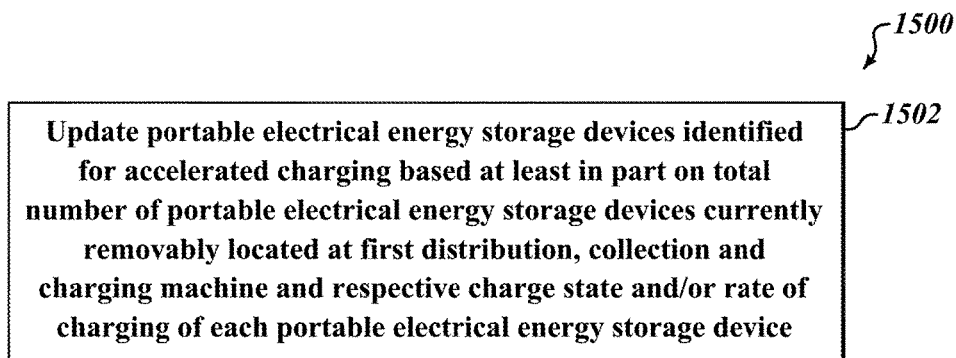 1500
1502
Update portable electrical energy storage devices identified
for accelerated charging based at least in part on total
number of portable electrical energy storage devices currently
removably located at first distribution, collection and
charging machine and respective charge state and/or rate of
charging of each portable electrical energy storage device